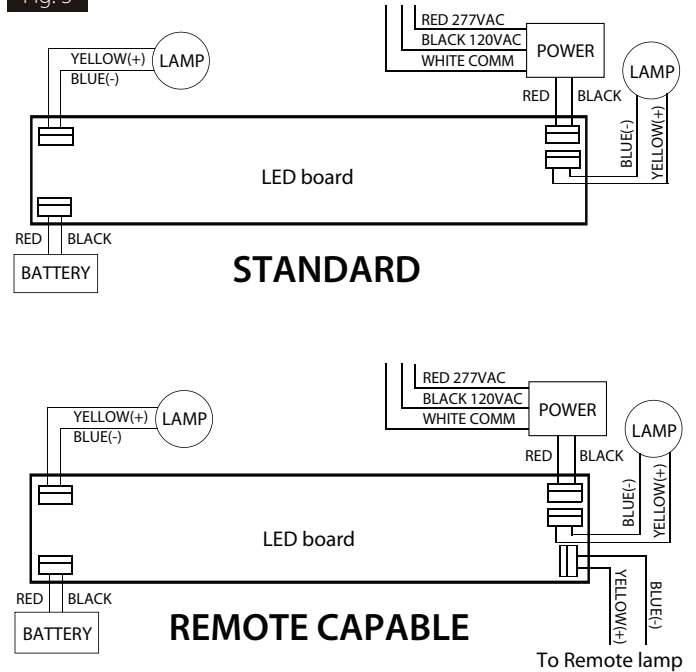 RED 277VAC
BLACK 120VAC
WHITE COMM
POWER
YELLOW(+)
BLUE(-)
LAMP
LAMP
RED
BLACK
BLUE(-)
YELLOW(+)
LED board
RED
BLACK
BATTERY
STANDARD
RED 277VAC
BLACK 120VAC
WHITE COMM
POWER
YELLOW(+)
BLUE(-)
LAMP
LAMP
RED
BLACK
BLUE(-)
YELLOW(+)
LED board
RED
BLACK
BATTERY
REMOTE CAPABLE
YELLOW(+)
BLUE(-)
To Remote lamp